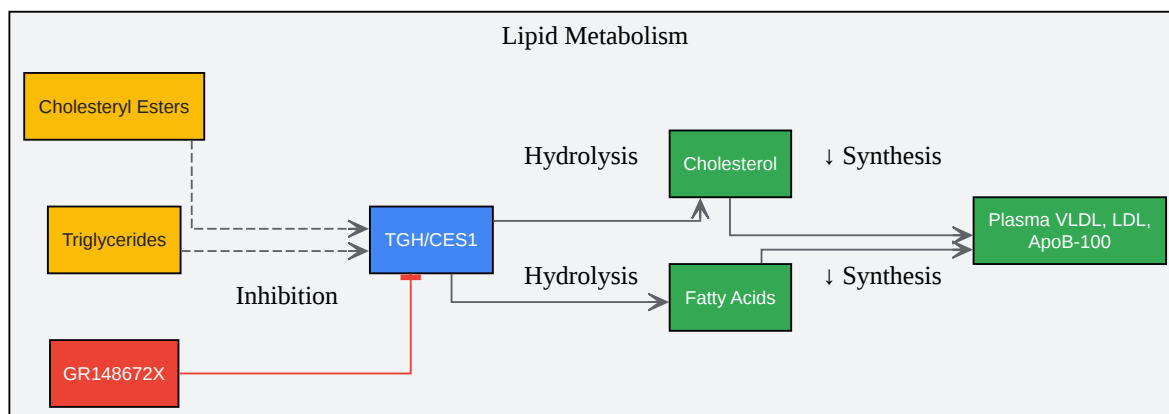 Lipid Metabolism
Cholesteryl Esters
Hydrolysis
Cholesterol
↓ Synthesis
Triglycerides
TGH/CES1
Plasma VLDL, LDL,
ApoB-100
Inhibition
Hydrolysis
Fatty Acids
↓ Synthesis
GR148672X